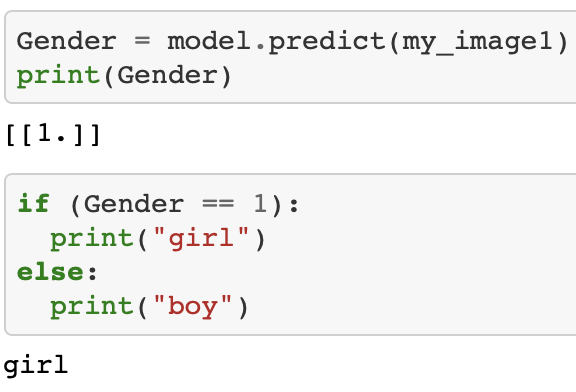 Gender = model.predict(my_image1)
print(Gender)
[[1.]]
if (Gender == 1):
  print("girl")
else:
  print("boy")
girl